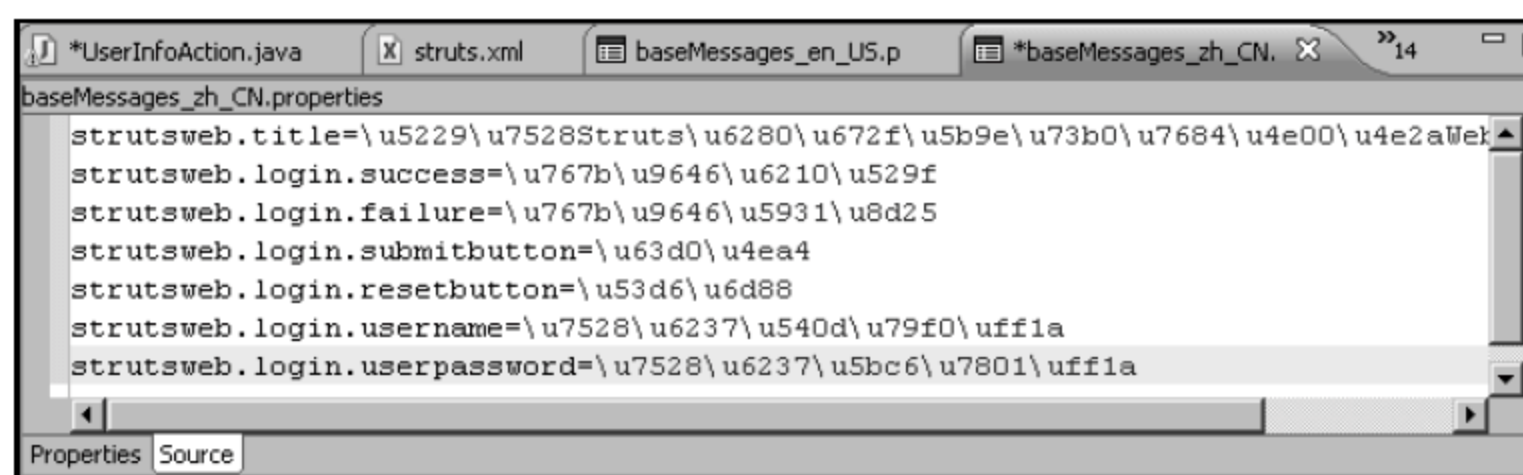 *UserInfoAction.java struts.xml baseMessages_en_US.p *baseMessages_zh_CN. »14
baseMessages_zh_CN.properties
strutsweb.title=\u5229\u7528Struts\u6280\u672f\u5b9e\u73b0\u7684\u4e00\u4e2aWeb
strutsweb.login.success=\u767b\u9646\u6210\u529f
strutsweb.login.failure=\u767b\u9646\u5931\u8d25
strutsweb.login.submitbutton=\u63d0\u4ea4
strutsweb.login.resetbutton=\u53d6\u6d88
strutsweb.login.username=\u7528\u6237\u540d\u79f0\uff1a
strutsweb.login.userpassword=\u7528\u6237\u5bc6\u7801\uff1a
Properties Source